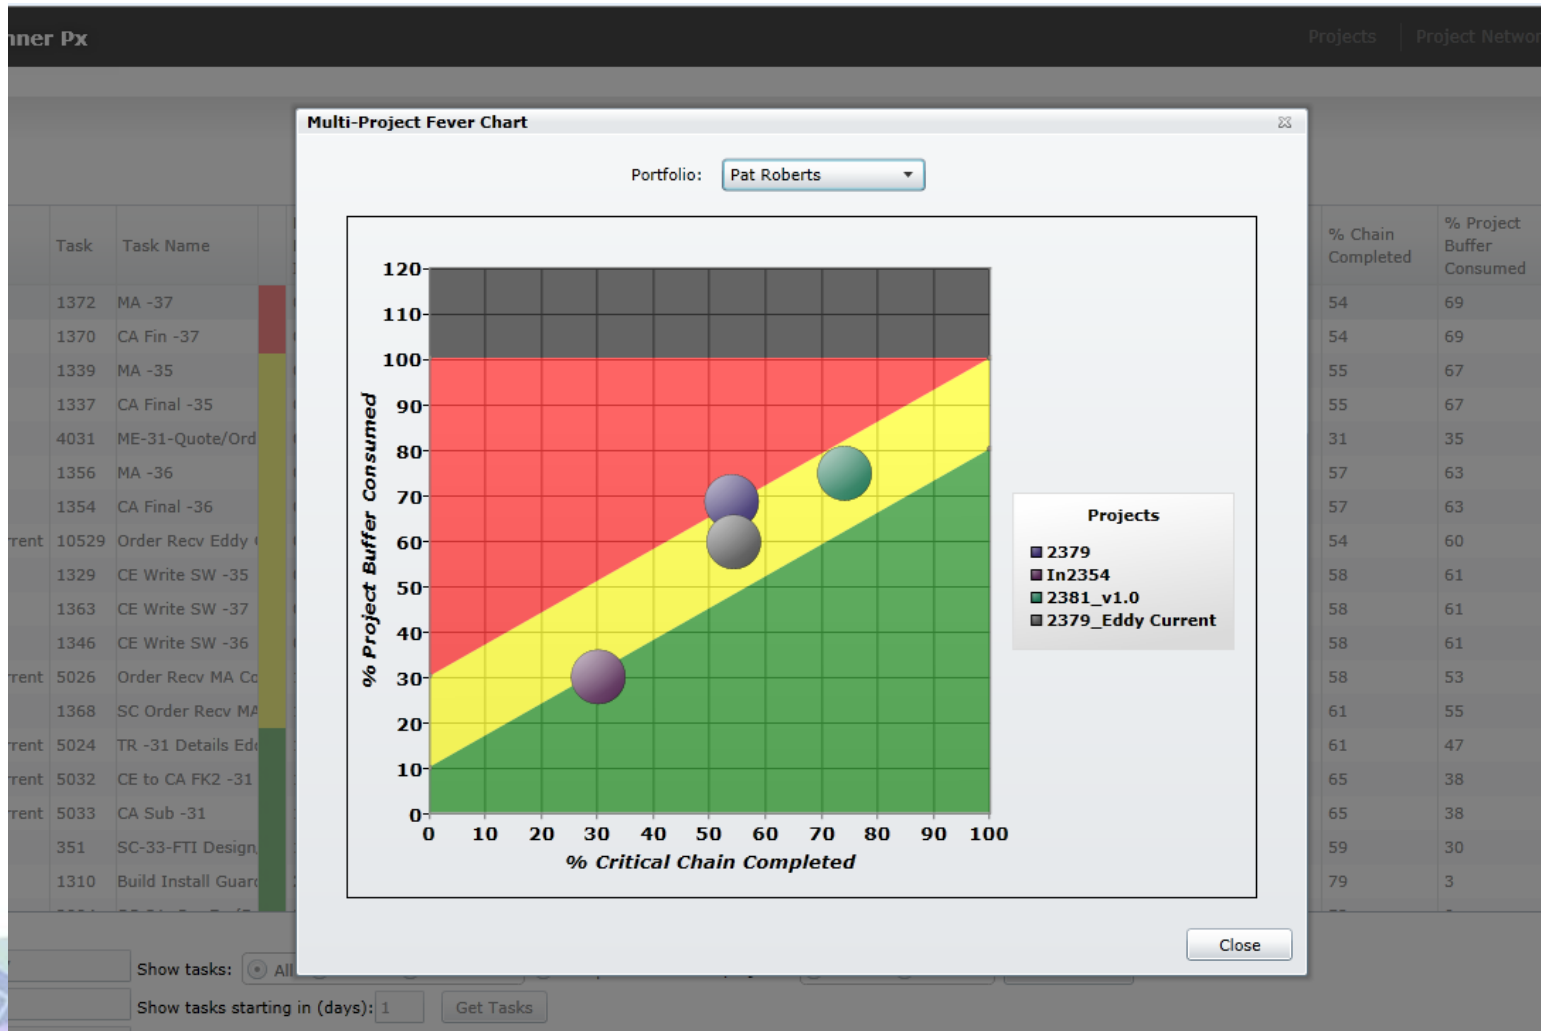 nner Px
Projects
Project Networ
Multi-Project Fever Chart
Portfolio:
Pat Roberts
Task
Task Name
% Chain
Completed
% Project
Buffer
Consumed
1372 MA -37 54 69
1370 CA Fin -37 54 69
1339 MA -35 55 67
1337 CA Final -35 55 67
4031 ME-31-Quote/Ord 31 35
1356 MA -36 57 63
1354 CA Final -36 57 63
rrent 10529 Order Recv Eddy 54 60
1329 CE Write SW -35 58 61
1363 CE Write SW -37 58 61
1346 CE Write SW -36 58 61
rrent 5026 Order Recv MA Co 58 53
1368 SC Order Recv MA 61 55
rrent 5024 TR -31 Details Edd 61 47
rrent 5032 CE to CA FK2 -31 65 38
rrent 5033 CA Sub -31 65 38
351 SC-33-FTI Design, 59 30
1310 Build Install Guard 79 3
120
110
100
90
80
70
60
50
40
30
20
10
0
% Project Buffer Consumed
0 10 20 30 40 50 60 70 80 90 100
% Critical Chain Completed
Projects
2379
In2354
2381_v1.0
2379_Eddy Current
Close
Show tasks: All
Show tasks starting in (days): 1 Get Tasks